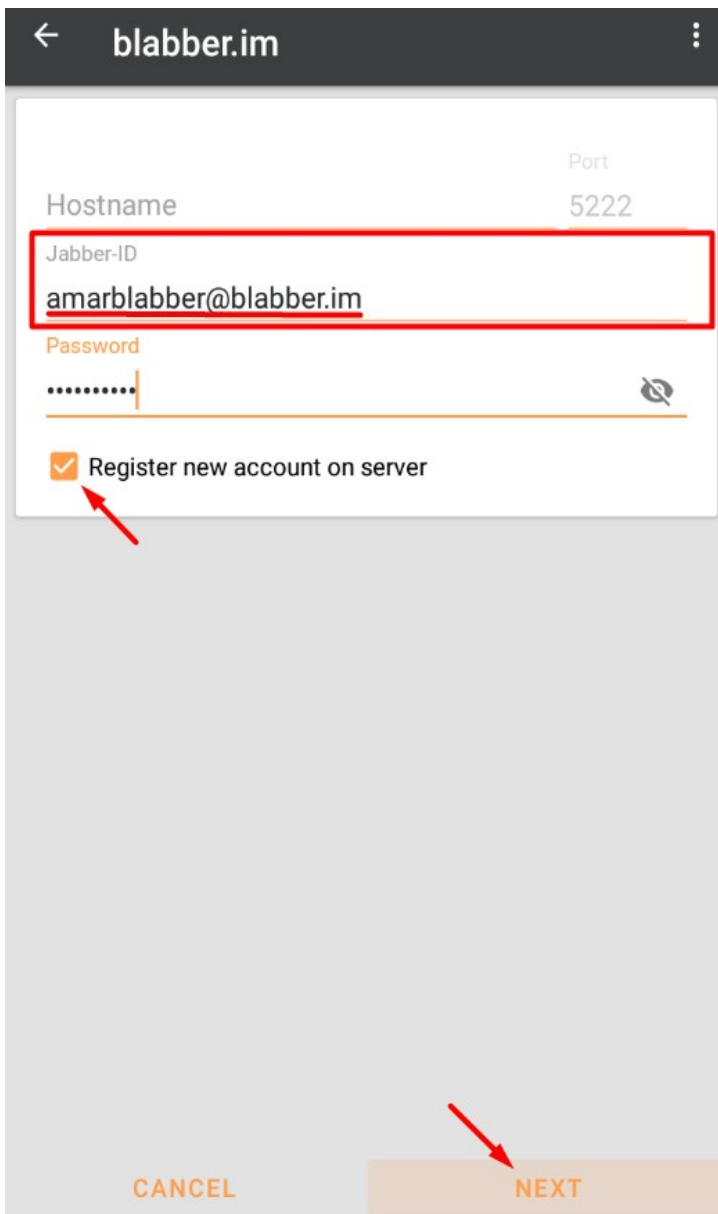 blabber.im
Port
Hostname
5222
Jabber-ID
amarblabber@blabber.im
Password
••••••••••
Register new account on server
CANCEL
NEXT